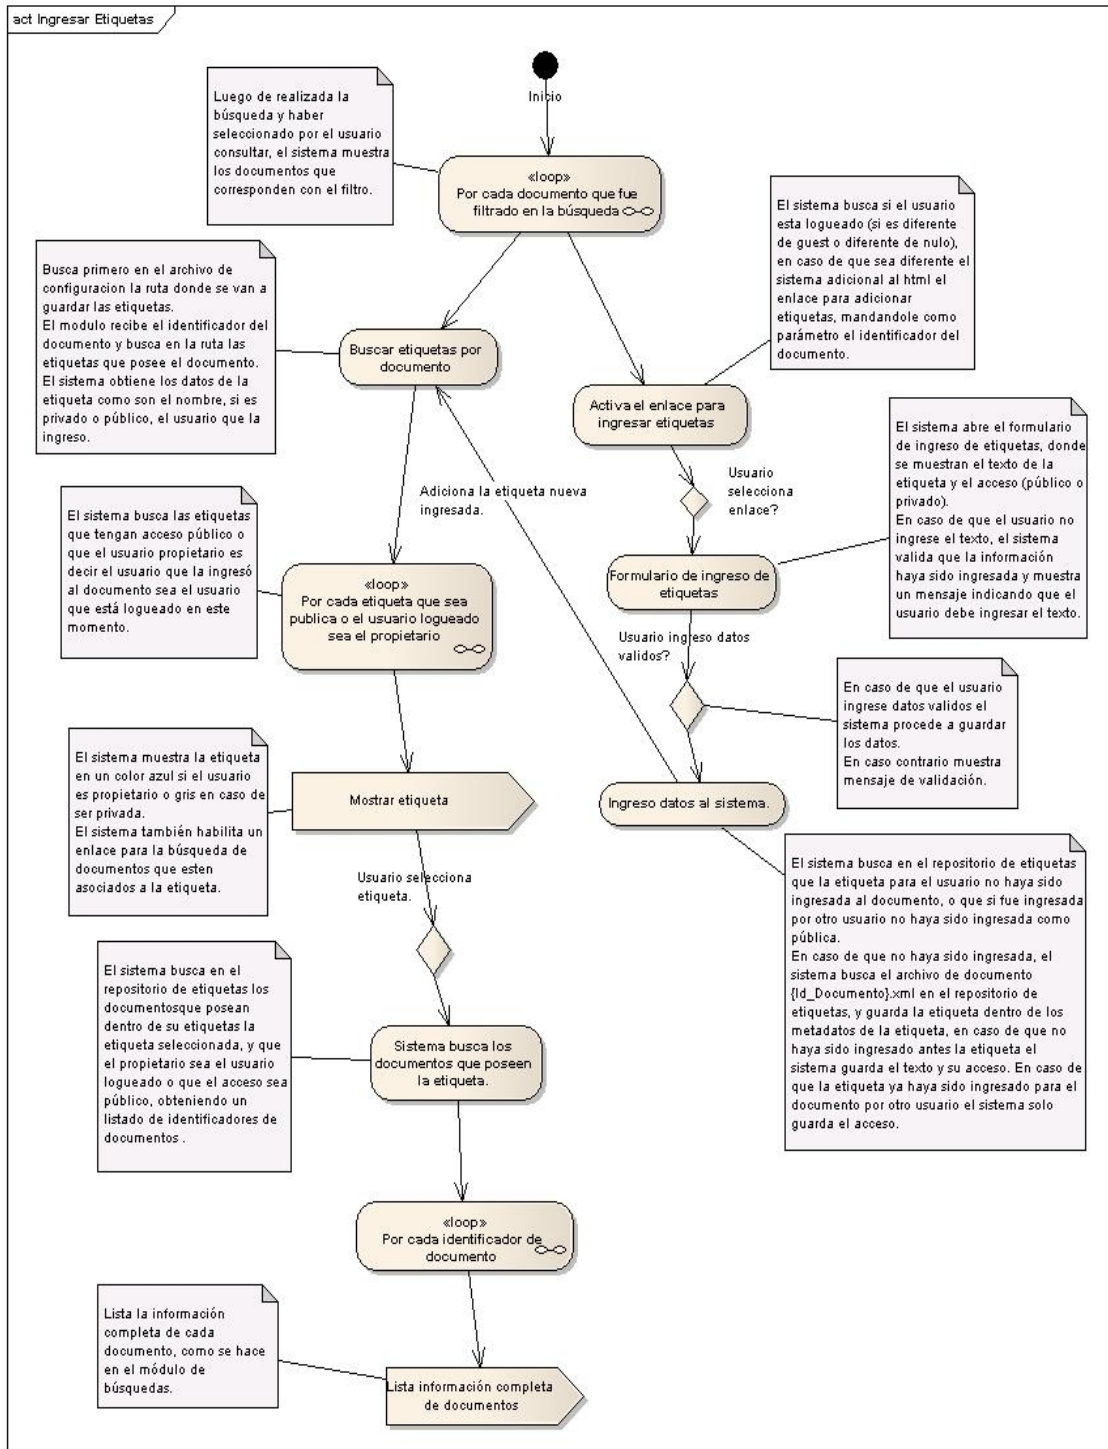 act Ingresar Etiquetas
Inicio
Luego de realizada la
búsqueda y haber
seleccionado por el usuario
consultar, el sistema muestra
los documentos que
corresponden con el filtro.
«loop»
Por cada documento que fue
filtrado en la búsqueda
El sistema busca si el usuario
esta logueado (si es diferente
de guest o diferente de nulo),
en caso de que sea diferente el
sistema adicional al html el
enlace para adicionar
etiquetas, mandandole como
parámetro el identificador del
documento.
Busca primero en el archivo de
configuracion la ruta donde se van a
guardar las etiquetas.
El modulo recibe el identificador del
documento y busca en la ruta las
etiquetas que posee el documento.
El sistema obtiene los datos de la
etiqueta como son el nombre, si es
privado o público, el usuario que la
ingreso.
Buscar etiquetas por
documento
Activa el enlace para
ingresar etiquetas
El sistema abre el formulario
de ingreso de etiquetas, donde
se muestran el texto de la
etiqueta y el acceso (público o
privado).
En caso de que el usuario no
ingrese el texto, el sistema
valida que la información
haya sido ingresada y muestra
un mensaje indicando que el
usuario debe ingresar el texto.
Usuario
selecciona
enlace?
Adiciona la etiqueta nueva
ingresada.
El sistema busca las etiquetas
que tengan acceso público o
que el usuario propietario es
decir el usuario que la ingresó
al documento sea el usuario
que está logueado en este
momento.
«loop»
Por cada etiqueta que sea
publica o el usuario logueado
sea el propietario
Formulario de ingreso de
etiquetas
Usuario ingreso datos
validos?
En caso de que el usuario
ingrese datos validos el
sistema procede a guardar
los datos.
En caso contrario muestra
mensaje de validación.
El sistema muestra la etiqueta
en un color azul si el usuario
es propietario o gris en caso de
ser privada.
El sistema también habilita un
enlace para la búsqueda de
documentos que esten
asociados a la etiqueta.
Mostrar etiqueta
Ingreso datos al sistema.
Usuario selecciona
etiqueta.
El sistema busca en el repositorio de etiquetas
que la etiqueta para el usuario no haya sido
ingresada al documento, o que si fue ingresada
por otro usuario no haya sido ingresada como
pública.
En caso de que no haya sido ingresada, el
sistema busca el archivo de documento
{Id_Documento}.xml en el repositorio de
etiquetas, y guarda la etiqueta dentro de los
metadatos de la etiqueta, en caso de que no
haya sido ingresado antes la etiqueta el
sistema guarda el texto y su acceso. En caso de
que la etiqueta ya haya sido ingresado para el
documento por otro usuario el sistema solo
guarda el acceso.
El sistema busca en el
repositorio de etiquetas los
documentosque posean
dentro de su etiquetas la
etiqueta seleccionada, y que
el propietario sea el usuario
logueado o que el acceso sea
público, obteniendo un
listado de identificadores de
documentos .
Sistema busca los
documentos que poseen
la etiqueta.
«loop»
Por cada identificador de
documento
Lista la información
completa de cada
documento, como se hace
en el módulo de
búsquedas.
Lista información completa
de documentos